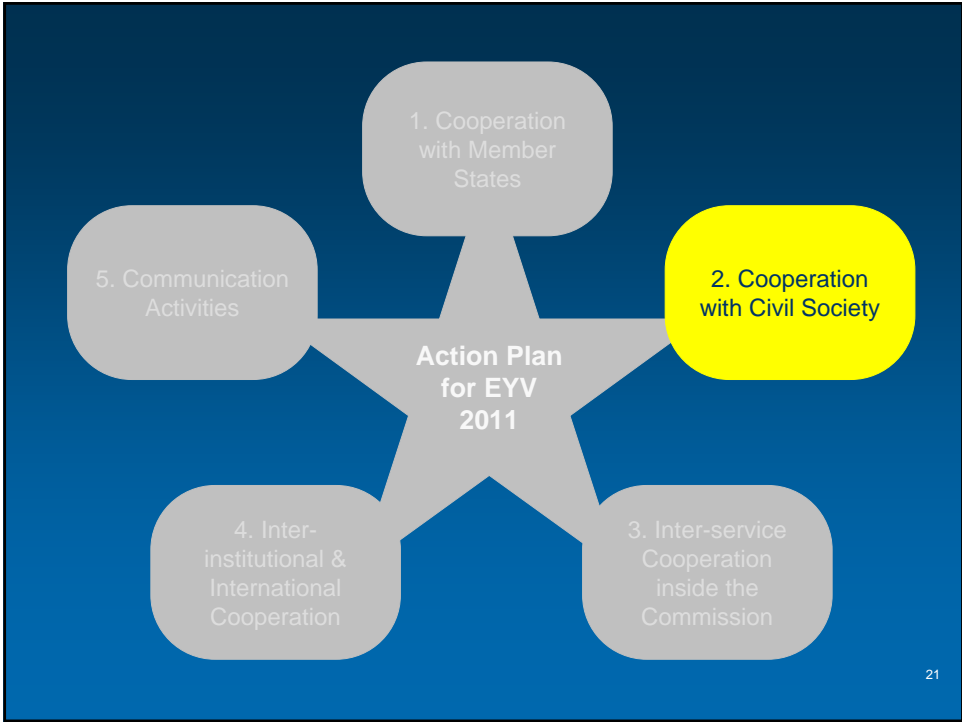 1. Cooperation
with Member
States
5. Communication
Activities
2. Cooperation
with Civil Society
Action Plan
for EYV
2011
4. Inter-
institutional &
International
Cooperation
3. Inter-service
Cooperation
inside the
Commission
21